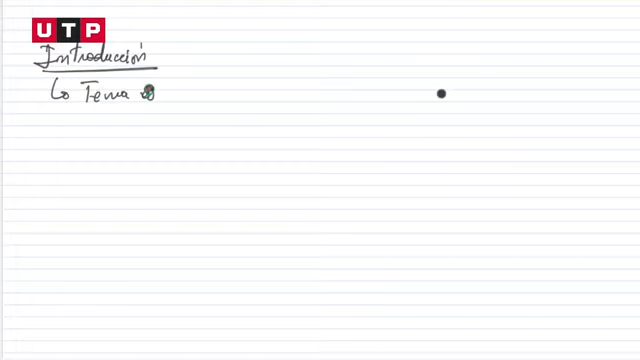 UTP
Introducción
↳ Tema